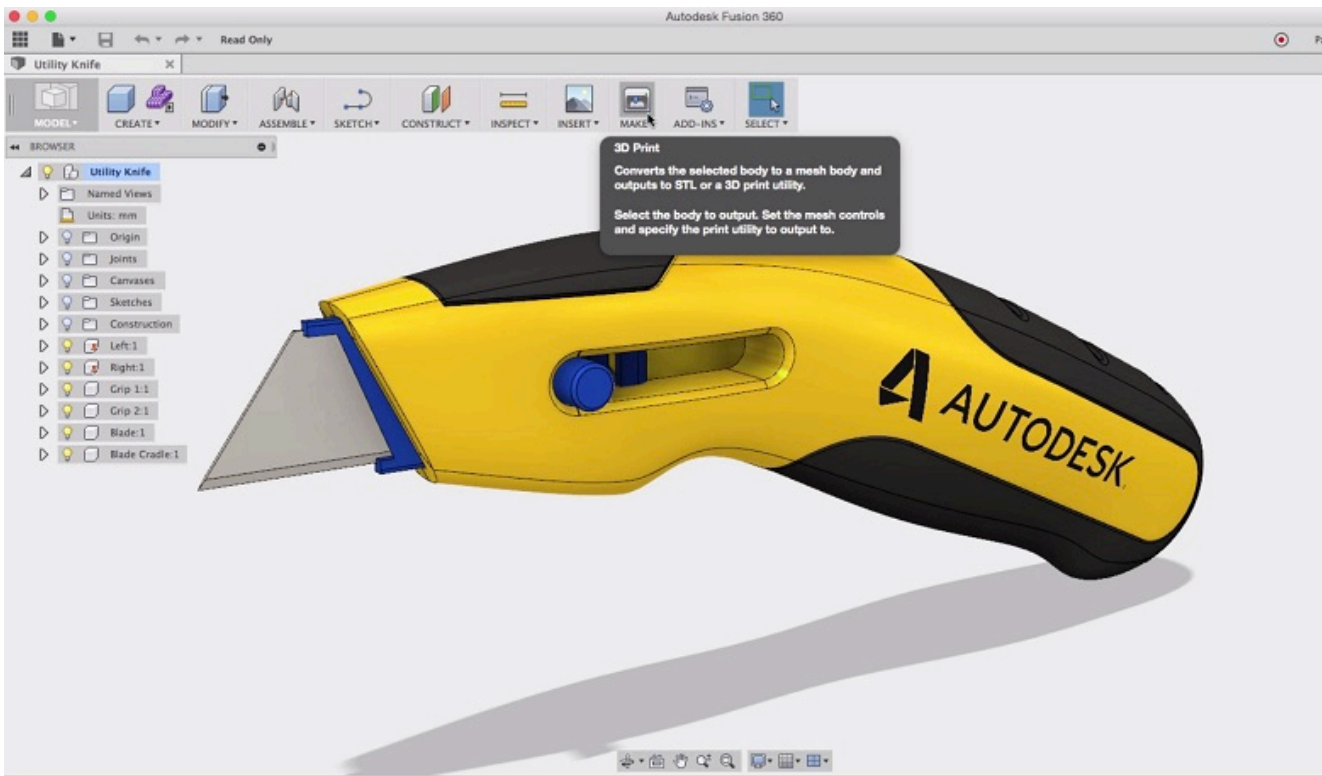 Autodesk Fusion 360
Read Only
Utility Knife
MODEL CREATE MODIFY ASSEMBLE SKETCH CONSTRUCT INSPECT INSERT MAKE ADD-INS SELECT
BROWSER
3D Print
Converts the selected body to a mesh body and
outputs to STL or a 3D print utility.
Select the body to output. Set the mesh controls
and specify the print utility to output to.
Utility Knife
Named Views
Units: mm
Origin
Joints
Canvases
Sketches
Construction
Left:1
Right:1
Grip 1:1
Grip 2:1
Blade:1
Blade Cradle:1
AUTODESK.